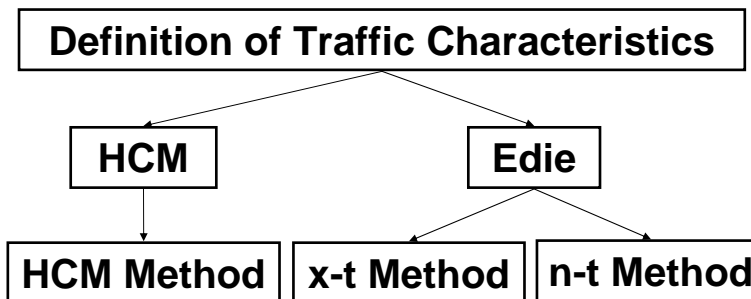 Definition of Traffic Characteristics
HCM
Edie
HCM Method
x-t Method
n-t Method